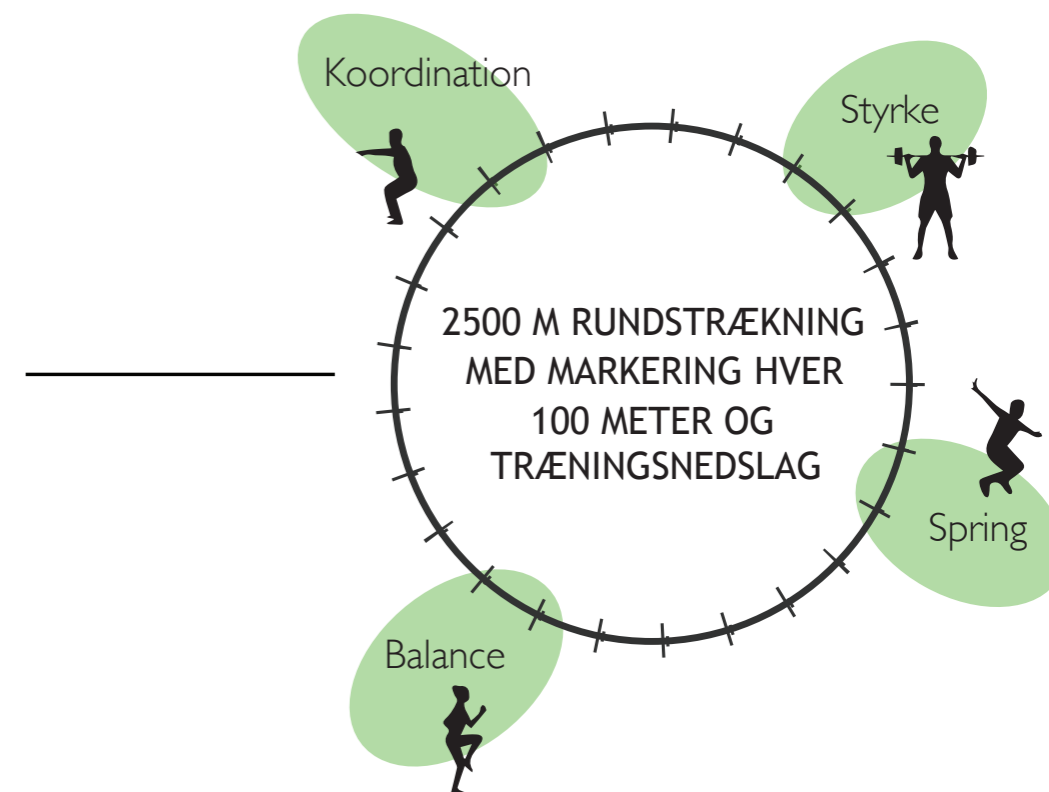 Koordination
Styrke
2500 M RUNDSTRÆKNING
MED MARKERING HVER
100 METER OG
TRÆNINGSNEDSLAG
Spring
Balance